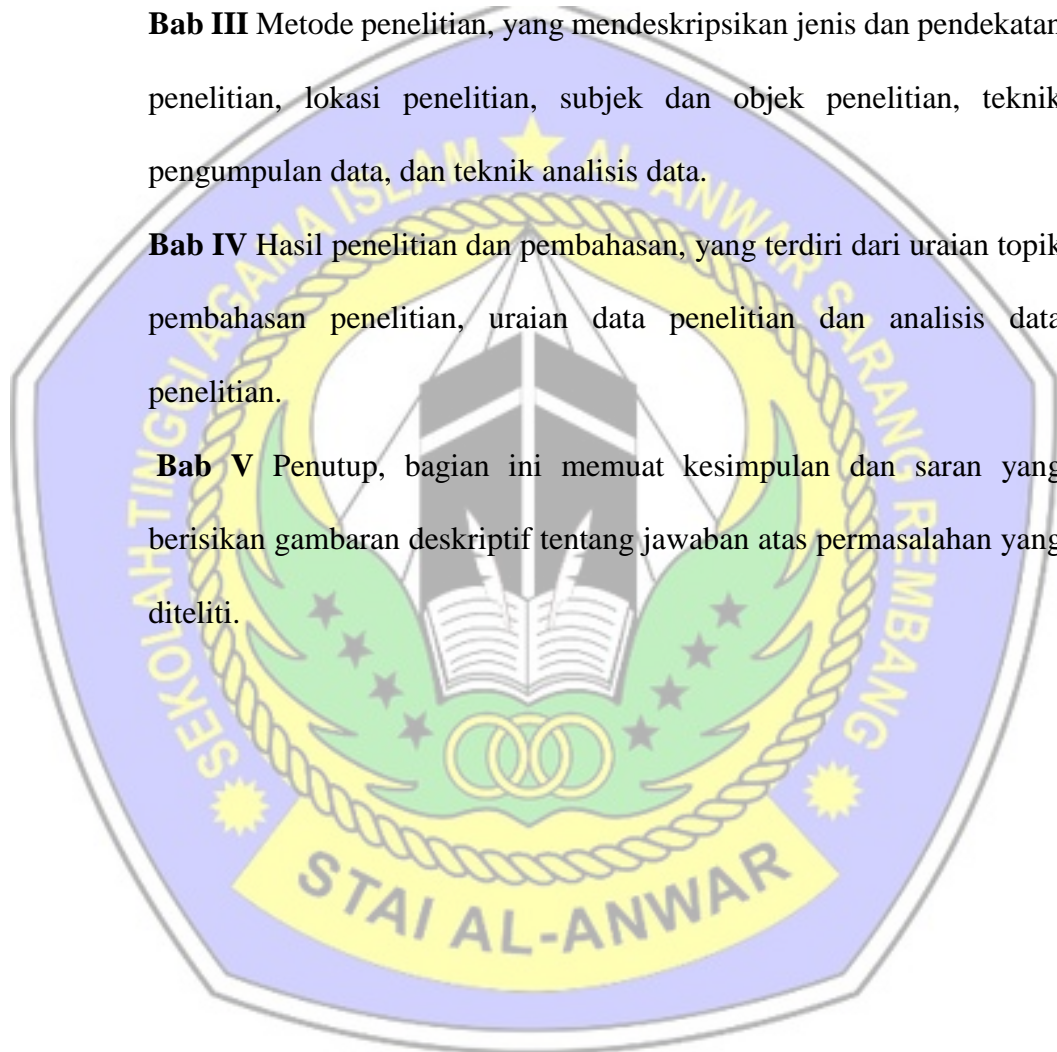 Bab III Metode penelitian, yang mendeskripsikan jenis dan pendekatan
penelitian, lokasi penelitian, subjek dan objek penelitian, teknik
pengumpulan data, dan teknik analisis data.
Bab IV Hasil penelitian dan pembahasan, yang terdiri dari uraian topik
pembahasan penelitian, uraian data penelitian dan analisis data
penelitian.
Bab V Penutup, bagian ini memuat kesimpulan dan saran yang
berisikan gambaran deskriptif tentang jawaban atas permasalahan yang
diteliti.
SEKOLAH TINGGI AGAMA ISLAM ★ AL ANWAR SARANG REMBANG
STAI AL-ANWAR